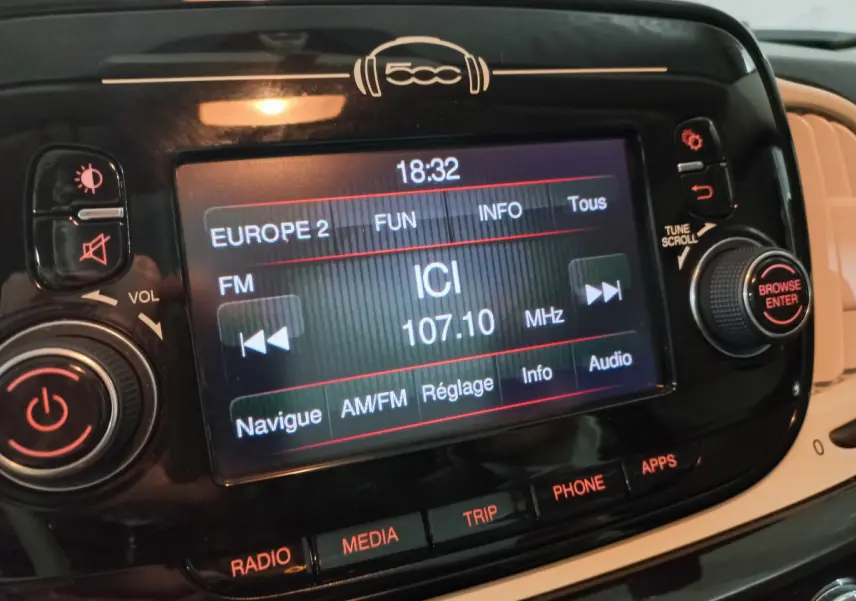 500
18:32
EUROPE 2 FUN INFO Tous
FM
ICI
107.10 MHz
Navigue AM/FM Réglage Info Audio
VOL
TUNE
SCROLL
BROWSE
ENTER
0
RADIO MEDIA TRIP PHONE APPS